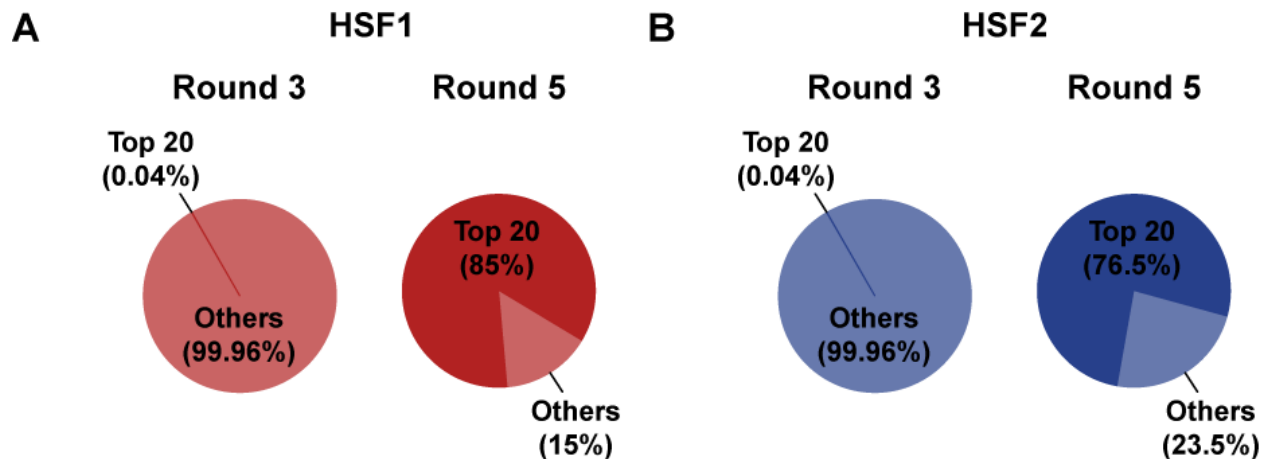 A
HSF1
Round 3
Round 5
Top 20
(0.04%)
Others
(99.96%)
Top 20
(85%)
Others
(15%)
B
HSF2
Round 3
Round 5
Top 20
(0.04%)
Others
(99.96%)
Top 20
(76.5%)
Others
(23.5%)